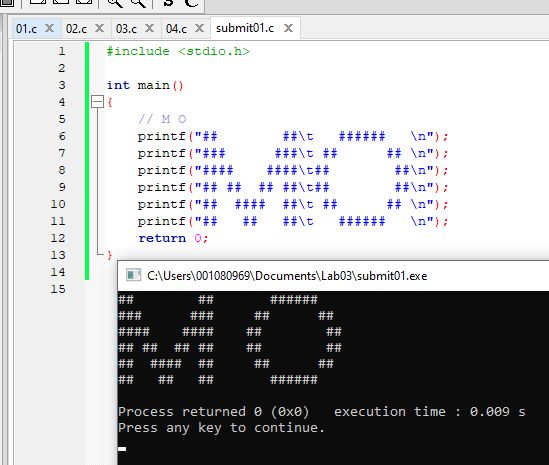 01.c X 02.c X 03.c X 04.c X submit01.c X
1 #include <stdio.h>
2
3 int main()
4 {
5 // M O
6 printf("##        ##\t   ######   \n");
7 printf("###      ###\t ##      ## \n");
8 printf("####    ####\t##        ##\n");
9 printf("## ##  ## ##\t##        ##\n");
10 printf("##  ####  ##\t ##      ## \n");
11 printf("##   ##   ##\t   ######   \n");
12 return 0;
13 }
14
15
C:\Users\001080969\Documents\Lab03\submit01.exe
##        ##       ######
###      ###     ##      ##
####    ####    ##        ##
## ##  ## ##    ##        ##
##  ####  ##     ##      ##
##   ##   ##       ######
Process returned 0 (0x0)   execution time : 0.009 s
Press any key to continue.